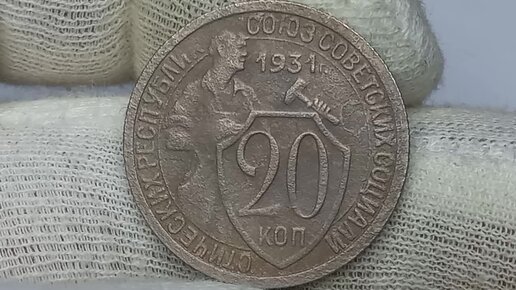 СОЮЗ СОВЕТСКИХ СОЦИАЛИСТИЧЕСКИХ РЕСПУБЛИК
1931 г.
20
КОП